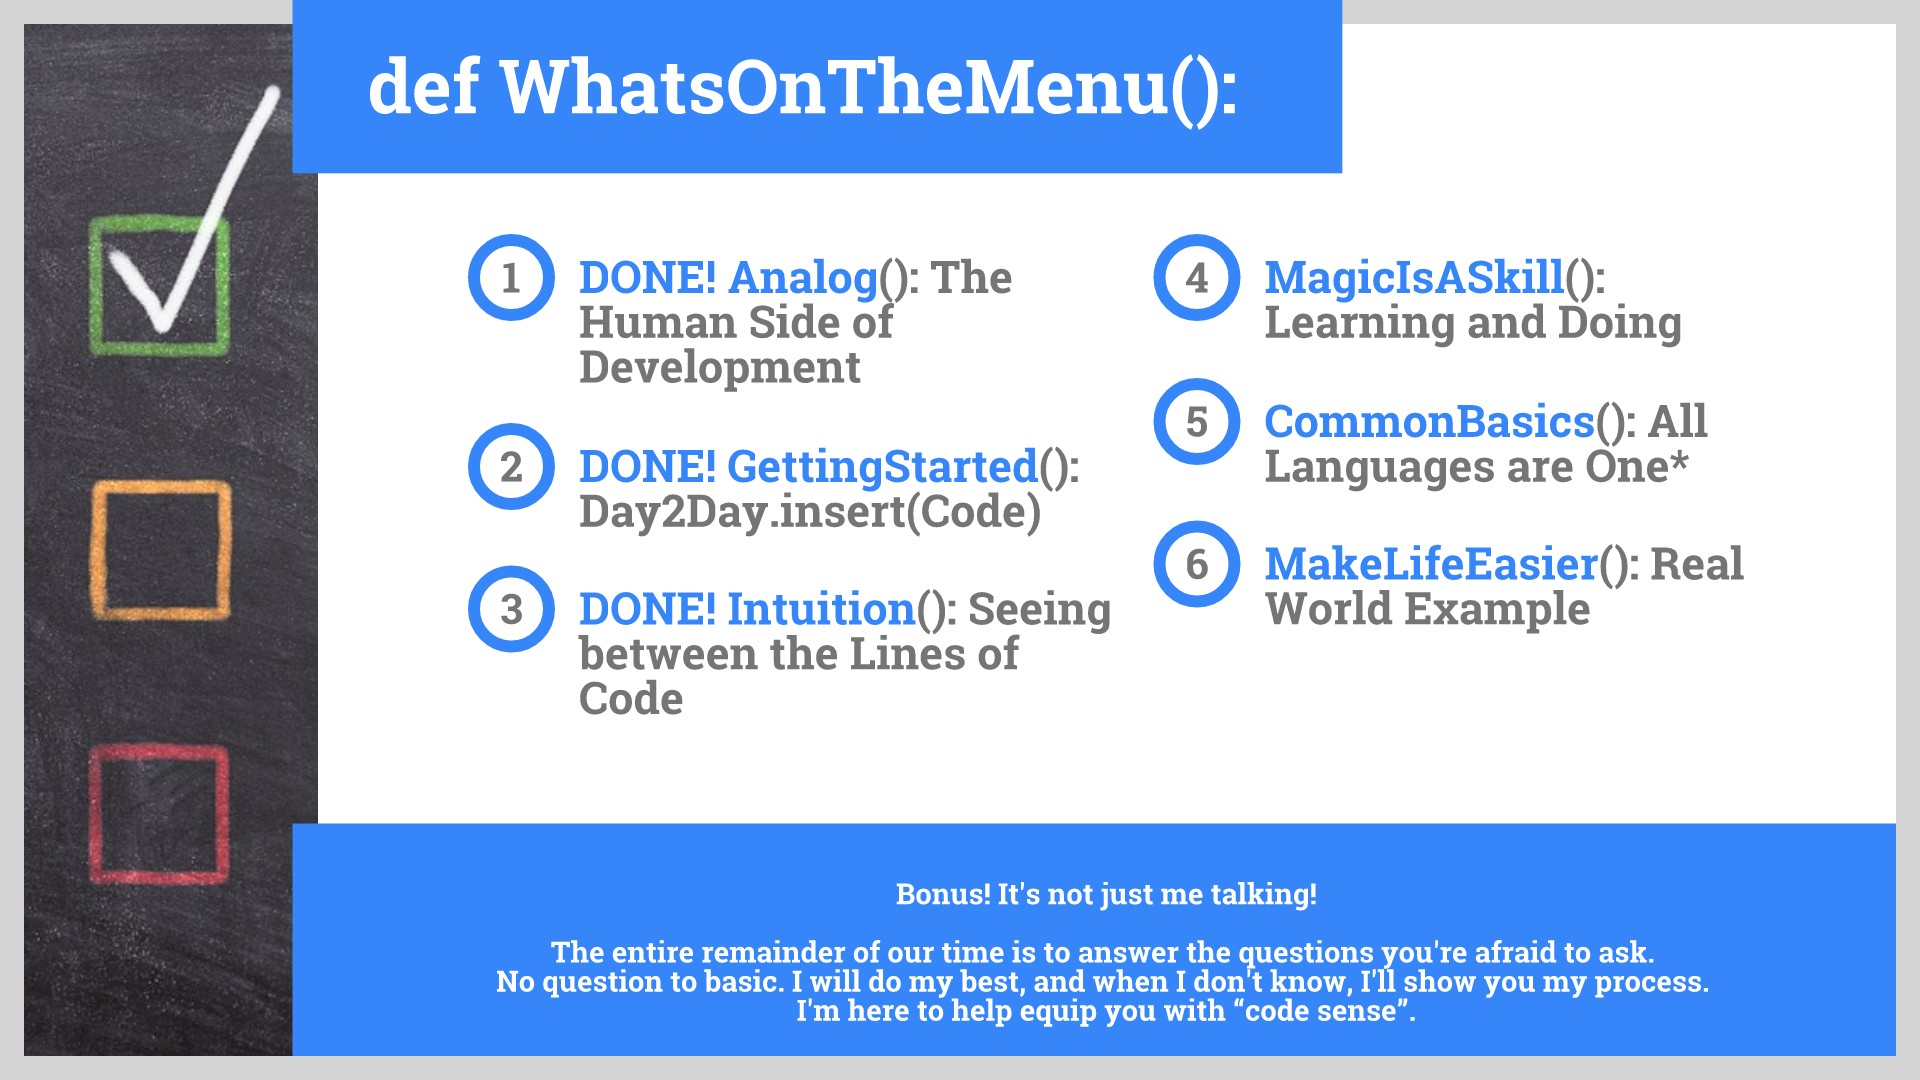 def WhatsOnTheMenu():
1
DONE! Analog(): The
Human Side of
Development
2
DONE! GettingStarted():
Day2Day.insert(Code)
3
DONE! Intuition(): Seeing
between the Lines of
Code
4
MagicIsASkill():
Learning and Doing
5
CommonBasics(): All
Languages are One*
6
MakeLifeEasier(): Real
World Example
Bonus! It's not just me talking!
The entire remainder of our time is to answer the questions you're afraid to ask.
No question to basic. I will do my best, and when I don't know, I'll show you my process.
I'm here to help equip you with “code sense”.